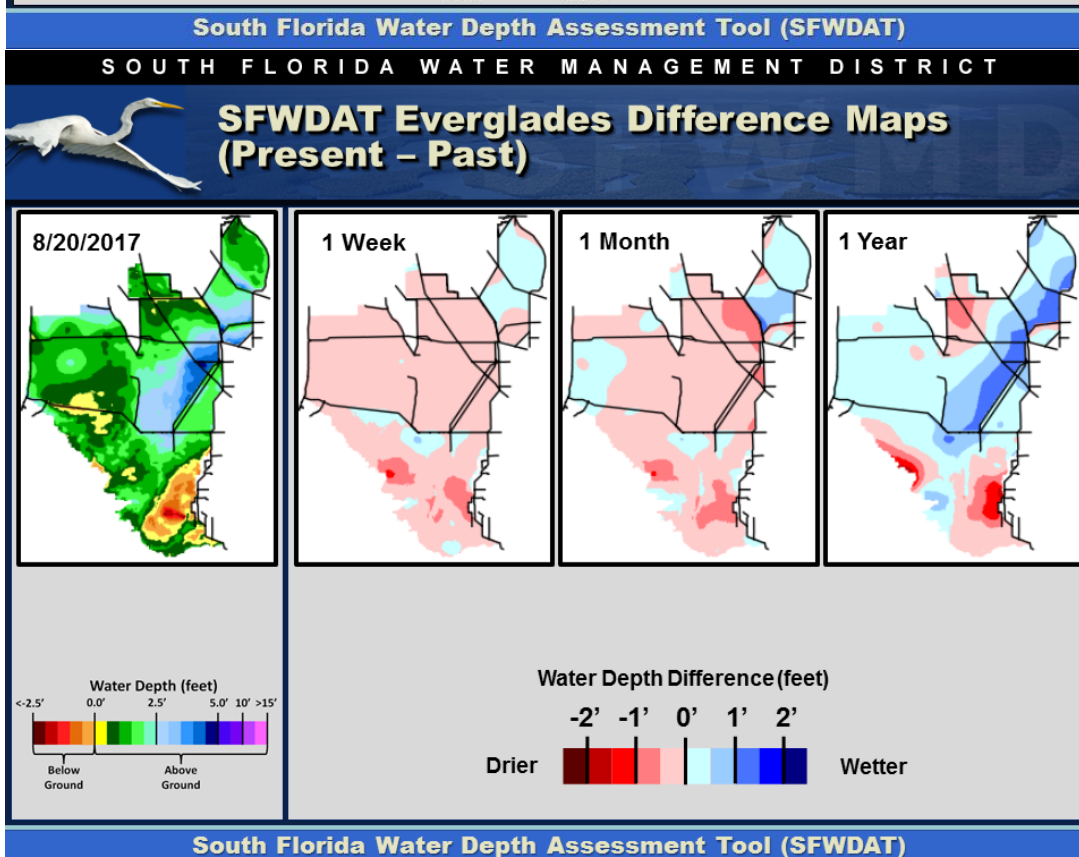 South Florida Water Depth Assessment Tool (SFWDAT)
SOUTH FLORIDA WATER MANAGEMENT DISTRICT
SFWDAT Everglades Difference Maps
(Present – Past)
SFWMD
8/20/2017
1 Week
1 Month
1 Year
Water Depth (feet)
<-2.5' 0.0' 2.5' 5.0' 10' >15'
Below
Ground
Above
Ground
Water Depth Difference (feet)
-2' -1' 0' 1' 2'
Drier
Wetter
South Florida Water Depth Assessment Tool (SFWDAT)